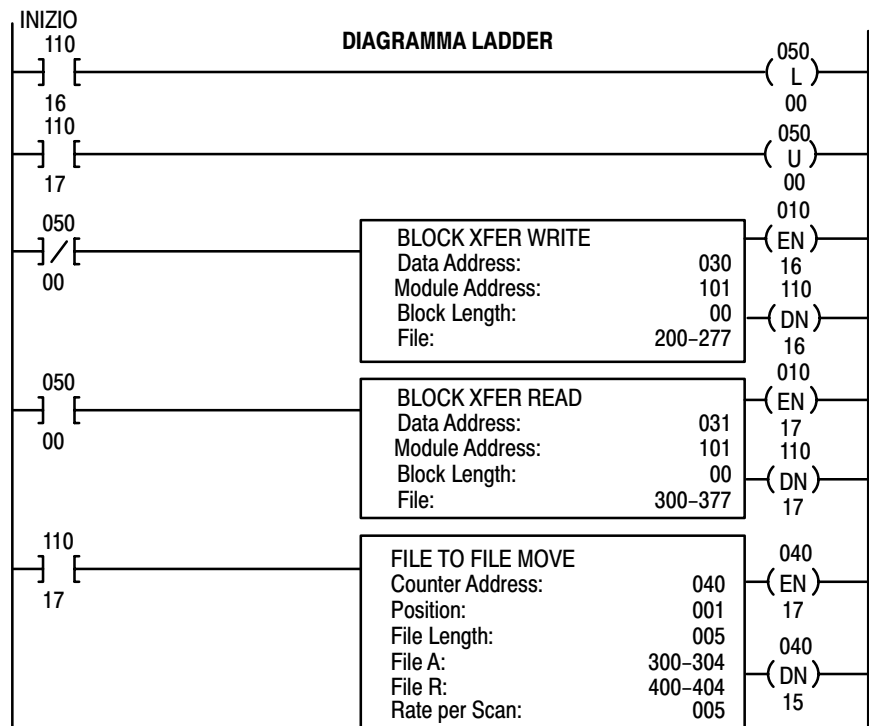 INIZIO
DIAGRAMMA LADDER
110
16
050
L
00
110
17
050
U
00
050
00
BLOCK XFER WRITE
Data Address: 030
Module Address: 101
Block Length: 00
File: 200–277
010
EN
16
110
DN
16
050
00
BLOCK XFER READ
Data Address: 031
Module Address: 101
Block Length: 00
File: 300–377
010
EN
17
110
DN
17
110
17
FILE TO FILE MOVE
Counter Address: 040
Position: 001
File Length: 005
File A: 300–304
File R: 400–404
Rate per Scan: 005
040
EN
17
040
DN
15